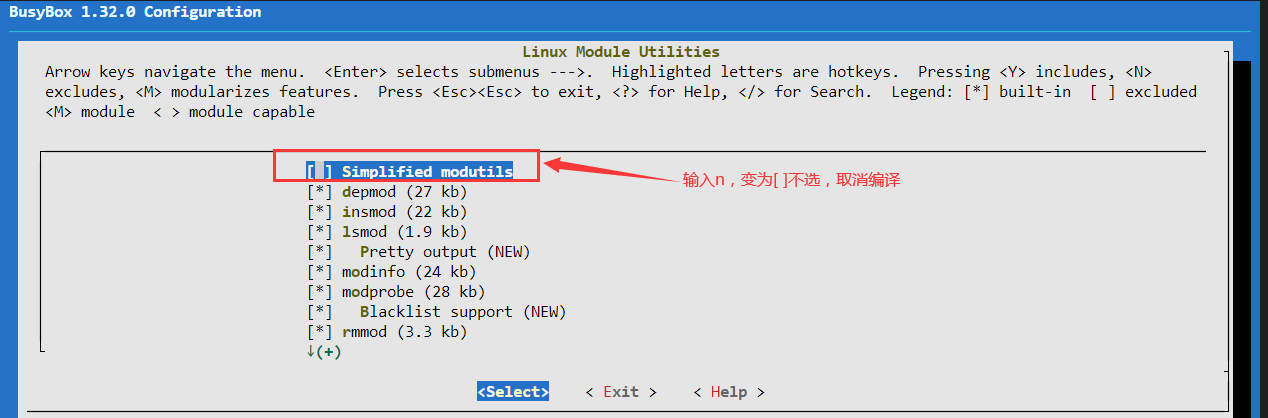 BusyBox 1.32.0 Configuration
Linux Module Utilities
Arrow keys navigate the menu.  <Enter> selects submenus --->.  Highlighted letters are hotkeys.  Pressing <Y> includes, <N>
excludes, <M> modularizes features.  Press <Esc><Esc> to exit, <?> for Help, </> for Search.  Legend: [*] built-in  [ ] excluded
<M> module  < > module capable
[ ] Simplified modutils
输入n，变为[ ]不选，取消编译
[*] depmod (27 kb)
[*] insmod (22 kb)
[*] lsmod (1.9 kb)
[*]   Pretty output (NEW)
[*] modinfo (24 kb)
[*] modprobe (28 kb)
[*]   Blacklist support (NEW)
[*] rmmod (3.3 kb)
↓(+)
<Select>    < Exit >    < Help >